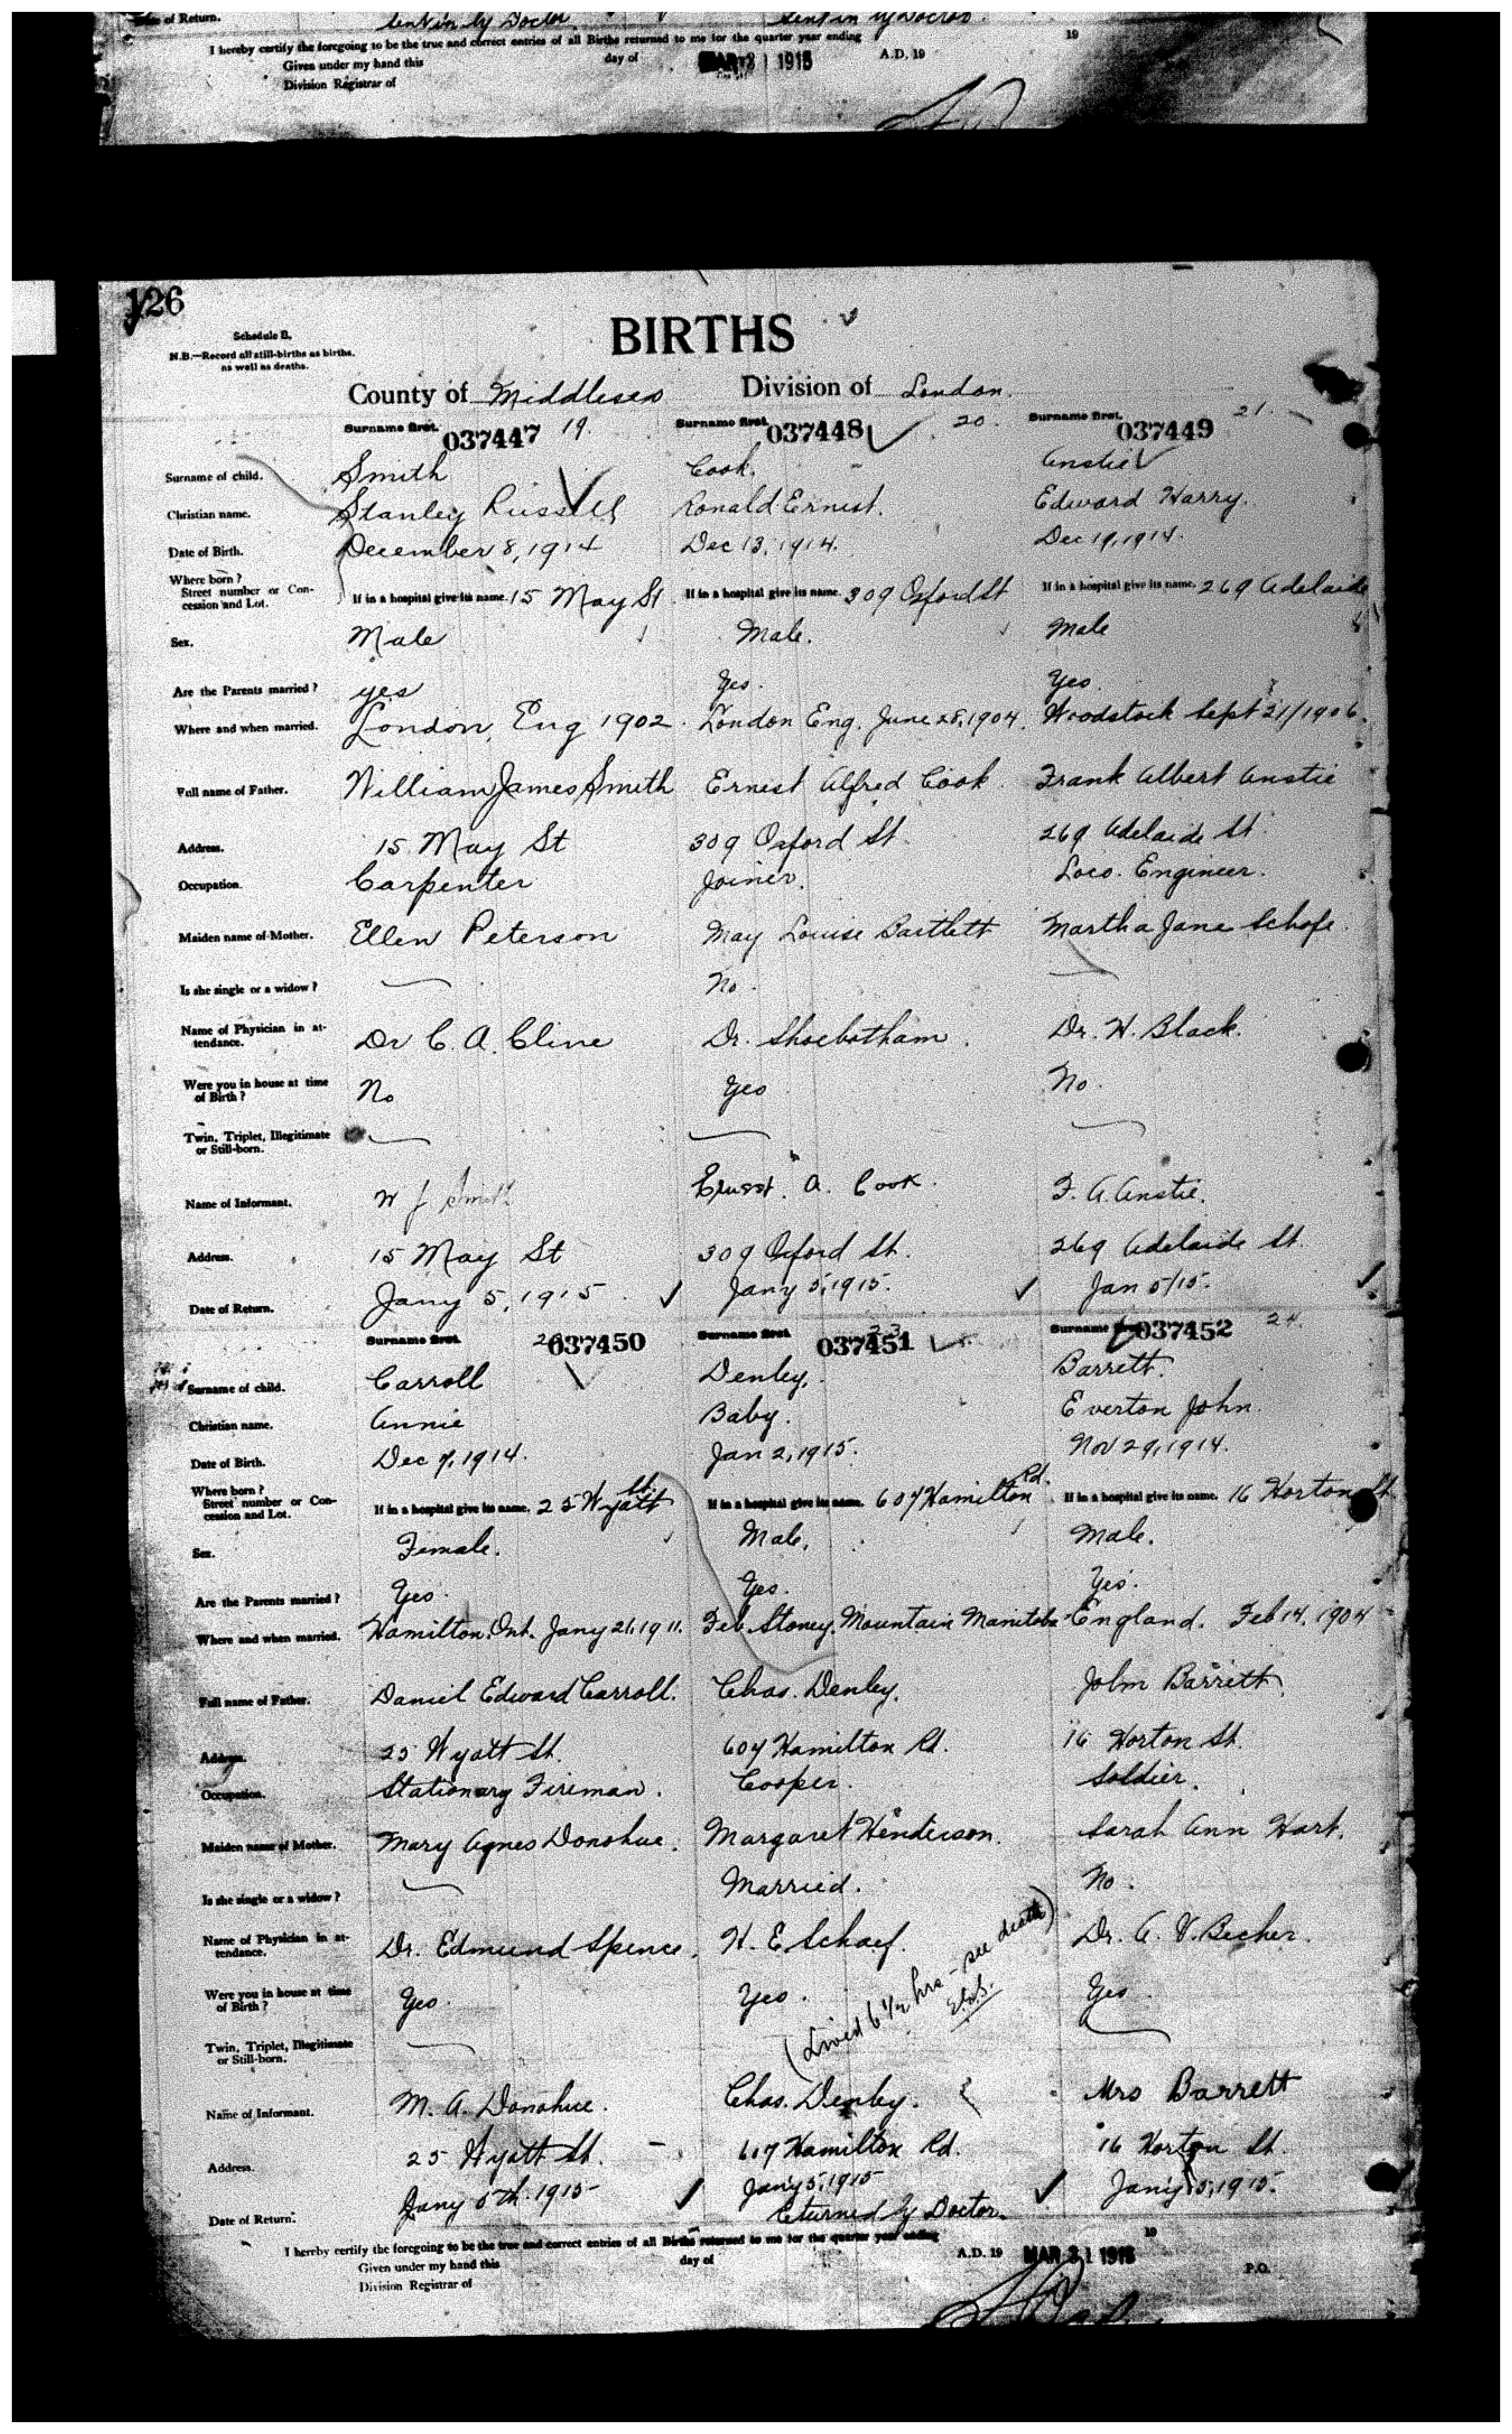 of Return. Sent in by Doctor. Sent in by Doctor.
I hereby certify the foregoing to be the true and correct entries of all Births returned to me for the quarter year ending 19
Given under my hand this day of MAR 31 1915 A.D. 19
Division Registrar of
126
Schedule B.
N.B.—Record all still-births as births.
as well as deaths.
BIRTHS
County of Middlesex Division of London.
Surname first. 037447 19. Surname first. 037448 20. Surname first. 037449 21.
Surname of child. Smith Cook. Anstie
Christian name. Stanley Russell Ronald Ernest. Edward Harry.
Date of Birth. December 8, 1914 Dec 13, 1914. Dec 19, 1914.
Where born?
Street number or Con-
cession and Lot. If in a hospital give its name. 15 May St If in a hospital give its name. 309 Oxford St If in a hospital give its name. 269 Adelaide
Sex. Male Male. Male
Are the Parents married? yes Yes. Yes.
Where and when married. London, Eng 1902. London Eng. June 28, 1904. Woodstock Sept 21/1906.
Full name of Father. William James Smith Ernest Alfred Cook. Frank Albert Anstie
Address. 15 May St 309 Oxford St. 269 Adelaide St.
Occupation. Carpenter Joiner. Loco. Engineer.
Maiden name of Mother. Ellen Peterson May Louise Bartlett Martha Jane Schofe.
Is she single or a widow? — No. —
Name of Physician in at-
tendance. Dr C. A. Cline Dr. Shoebotham. Dr. H. Black.
Were you in house at time
of Birth? No Yes No.
Twin, Triplet, Illegitimate
or Still-born. — — —
Name of Informant. W J Smith Ernest. A. Cook. F. A. Anstie.
Address. 15 May St 309 Oxford St. 269 Adelaide St.
Date of Return. Jany 5, 1915. Jany 5, 1915. Jan 5/15.
Surname first. 037450 Surname first. 23 037451 Surname 037452 24.
Surname of child. Carroll Denley. Barrett.
Christian name. Annie Baby. Everton John.
Date of Birth. Dec 7, 1914. Jan 2, 1915. Nov 29, 1914.
Where born?
Street number or Con-
cession and Lot. If in a hospital give its name. 25 Wyatt St. If in a hospital give its name. 607 Hamilton Rd. If in a hospital give its name. 16 Horton St.
Sex. Female. Male. Male.
Are the Parents married? Yes. Yes. Yes.
Where and when married. Hamilton. Ont. Jany 21, 1911. Feb. Stoney Mountain Manitoba England. Feb 14, 1904
Full name of Father. Daniel Edward Carroll. Chas. Denley. John Barrett
Address. 25 Wyatt St. 607 Hamilton Rd. 16 Horton St.
Occupation. Stationary Fireman. Cooper. Soldier.
Maiden name of Mother. Mary Agnes Donohue. Margaret Henderson. Sarah Ann Hart.
Is she single or a widow? — Married. No.
Name of Physician in at-
tendance. Dr. Edmund Spence. H. E. Schaef. Dr. A. V. Becher.
Were you in house at time
of Birth? Yes. Yes. Yes
(Lived 6 1/2 hrs - see death)
Twin, Triplet, Illegitimate
or Still-born. — —
Name of Informant. M. A. Donohue. Chas. Denley. Mrs Barrett
Address. 25 Wyatt St. 607 Hamilton Rd. 16 Horton St.
Date of Return. Jany 5th 1915 Jany 5, 1915 Jany 5, 1915.
eturned by Doctor.
I hereby certify the foregoing to be the true and correct entries of all Births returned to me for the quarter year ending 19
Given under my hand this day of A.D. 19 MAR 31 1915
Division Registrar of P.O.